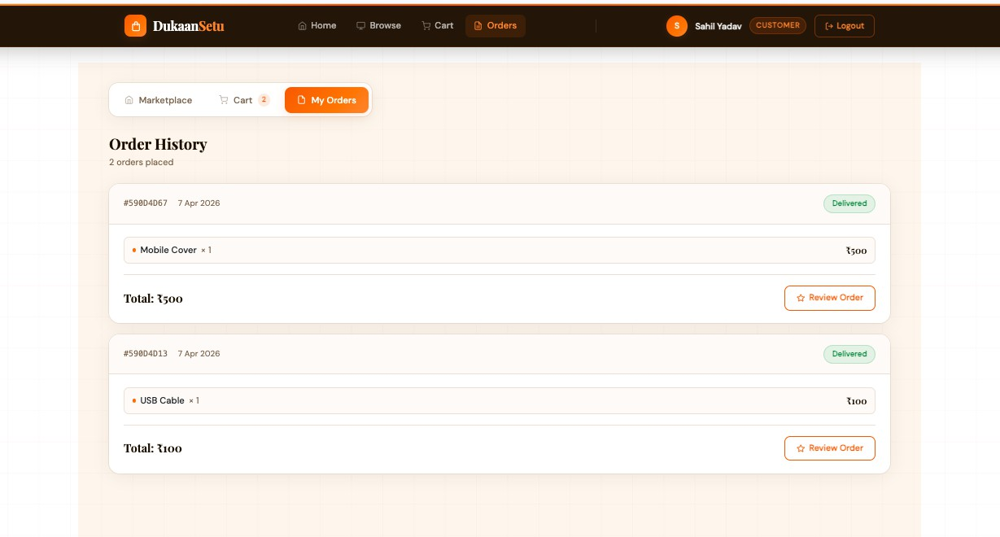 DukaanSetu
Home Browse Cart Orders
S Sahil Yadav CUSTOMER Logout
Marketplace Cart 2 My Orders
Order History
2 orders placed
#590D4D67 7 Apr 2026 Delivered
Mobile Cover × 1 ₹500
Total: ₹500 Review Order
#590D4D13 7 Apr 2026 Delivered
USB Cable × 1 ₹100
Total: ₹100 Review Order